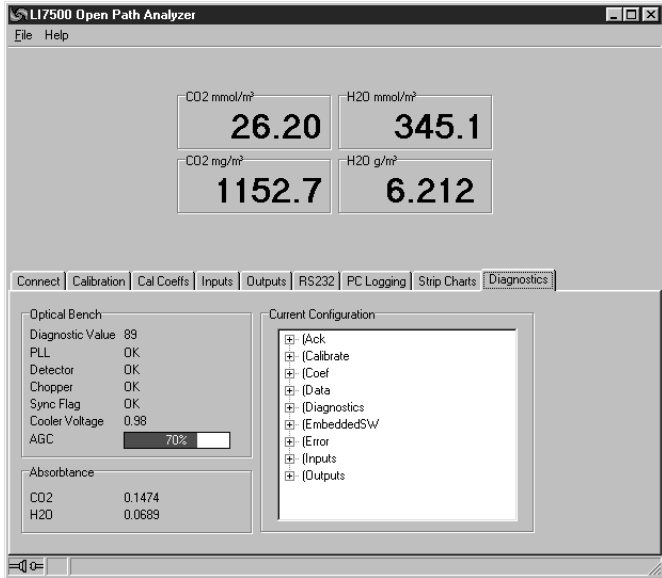 LI7500 Open Path Analyzer
File Help
CO2 mmol/m³ H2O mmol/m³
26.20 345.1
CO2 mg/m³ H2O g/m³
1152.7 6.212
Connect Calibration Cal Coeffs Inputs Outputs RS232 PC Logging Strip Charts Diagnostics
Optical Bench
Diagnostic Value 89
PLL OK
Detector OK
Chopper OK
Sync Flag OK
Cooler Voltage 0.98
AGC 70%
Absorbtance
CO2 0.1474
H2O 0.0689
Current Configuration
(Ack
(Calibrate
(Coef
(Data
(Diagnostics
(EmbeddedSW
(Error
(Inputs
(Outputs